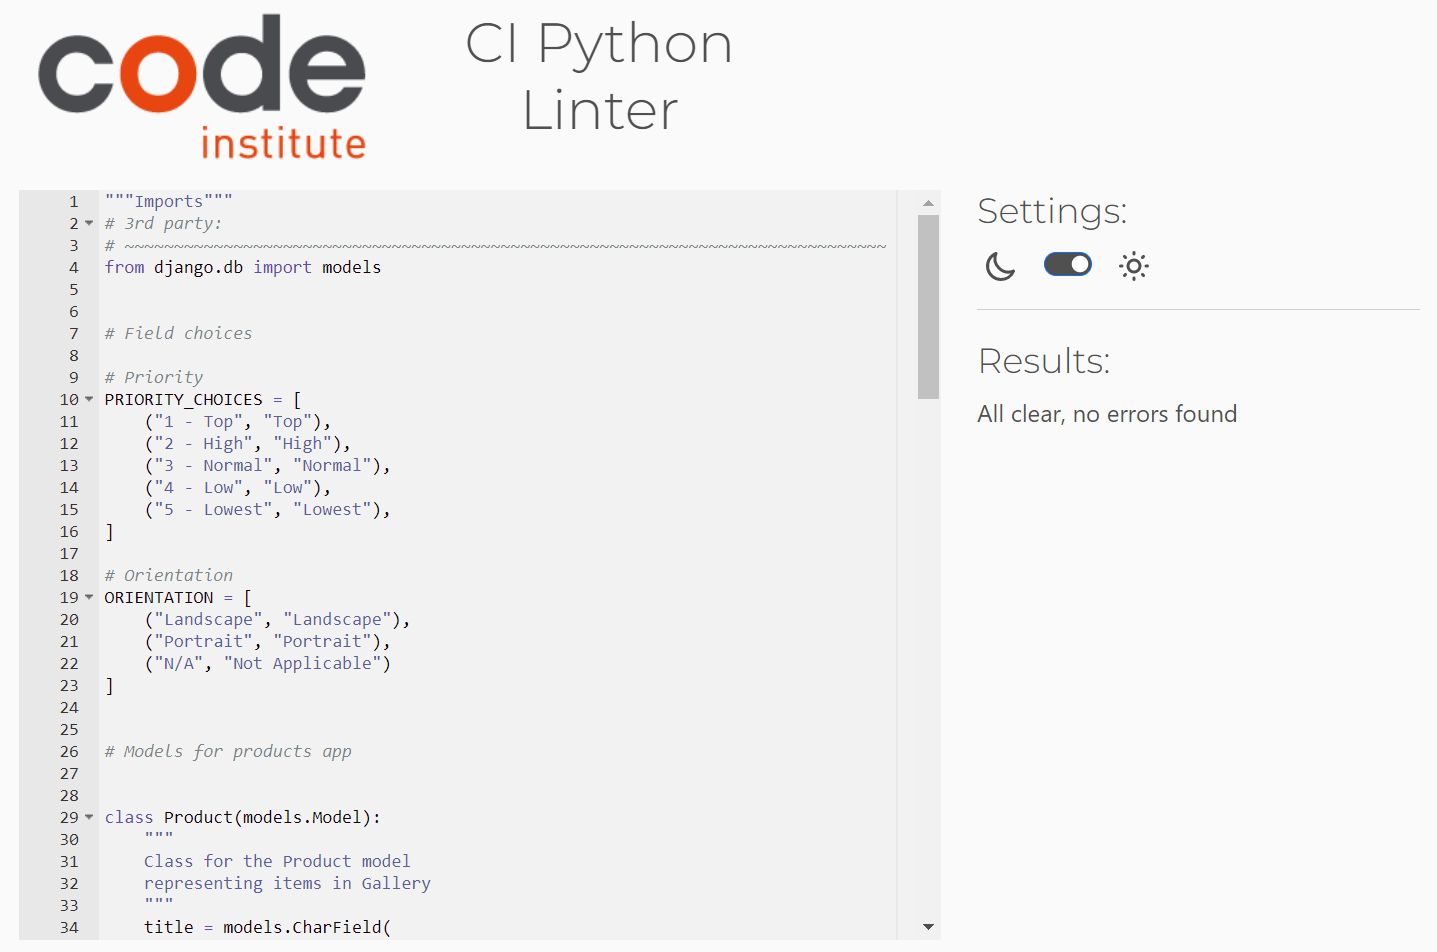 code
institute
CI Python
Linter
1 """Imports"""
2 # 3rd party:
3 # ~~~~~~~~~~~~~~~~~~~~~~~~~~~~~~~~~~~~~~~~~~~~~~~~~~~~~~~~~~~~~~~~~~~~~~~~~~~~~
4 from django.db import models
5
6
7 # Field choices
8
9 # Priority
10 PRIORITY_CHOICES = [
11     ("1 - Top", "Top"),
12     ("2 - High", "High"),
13     ("3 - Normal", "Normal"),
14     ("4 - Low", "Low"),
15     ("5 - Lowest", "Lowest"),
16 ]
17
18 # Orientation
19 ORIENTATION = [
20     ("Landscape", "Landscape"),
21     ("Portrait", "Portrait"),
22     ("N/A", "Not Applicable")
23 ]
24
25
26 # Models for products app
27
28
29 class Product(models.Model):
30     """
31     Class for the Product model
32     representing items in Gallery
33     """
34     title = models.CharField(
Settings:
Results:
All clear, no errors found